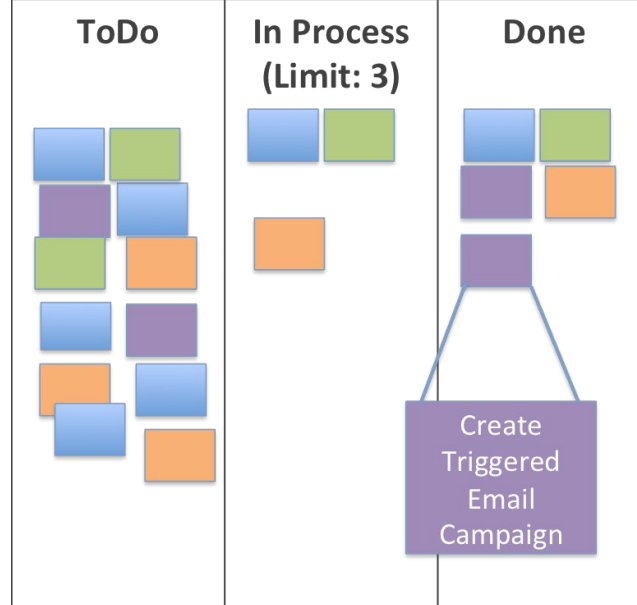 ToDo
In Process
(Limit: 3)
Done
Create
Triggered
Email
Campaign